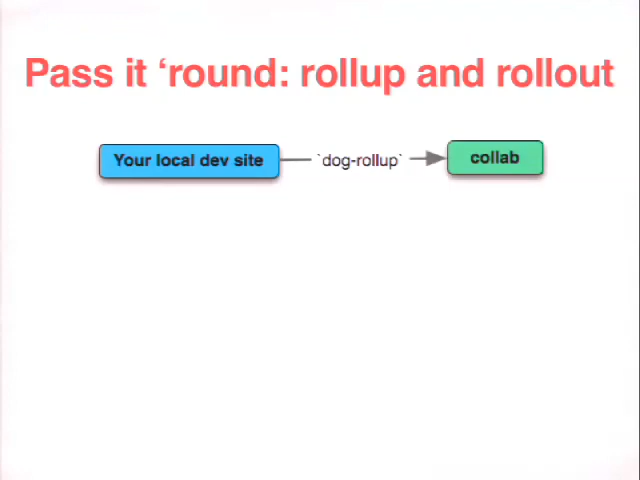 Pass it ‘round: rollup and rollout
Your local dev site
`dog-rollup`
collab